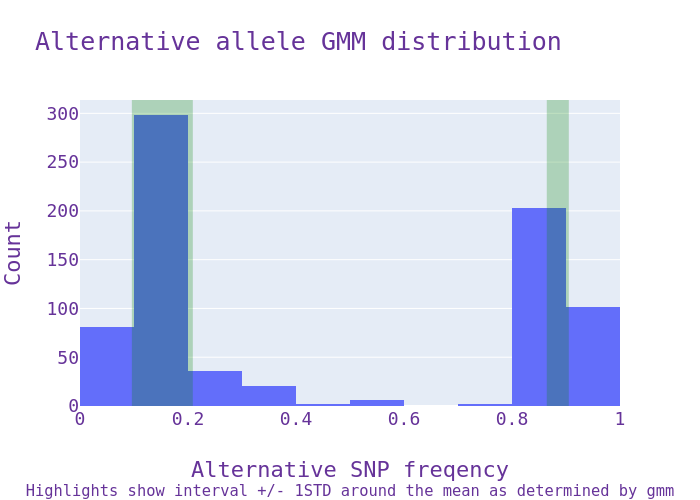 Alternative allele GMM distribution
300
250
200
150
100
50
0
Count
0 0.2 0.4 0.6 0.8 1
Alternative SNP freqency
Highlights show interval +/- 1STD around the mean as determined by gmm